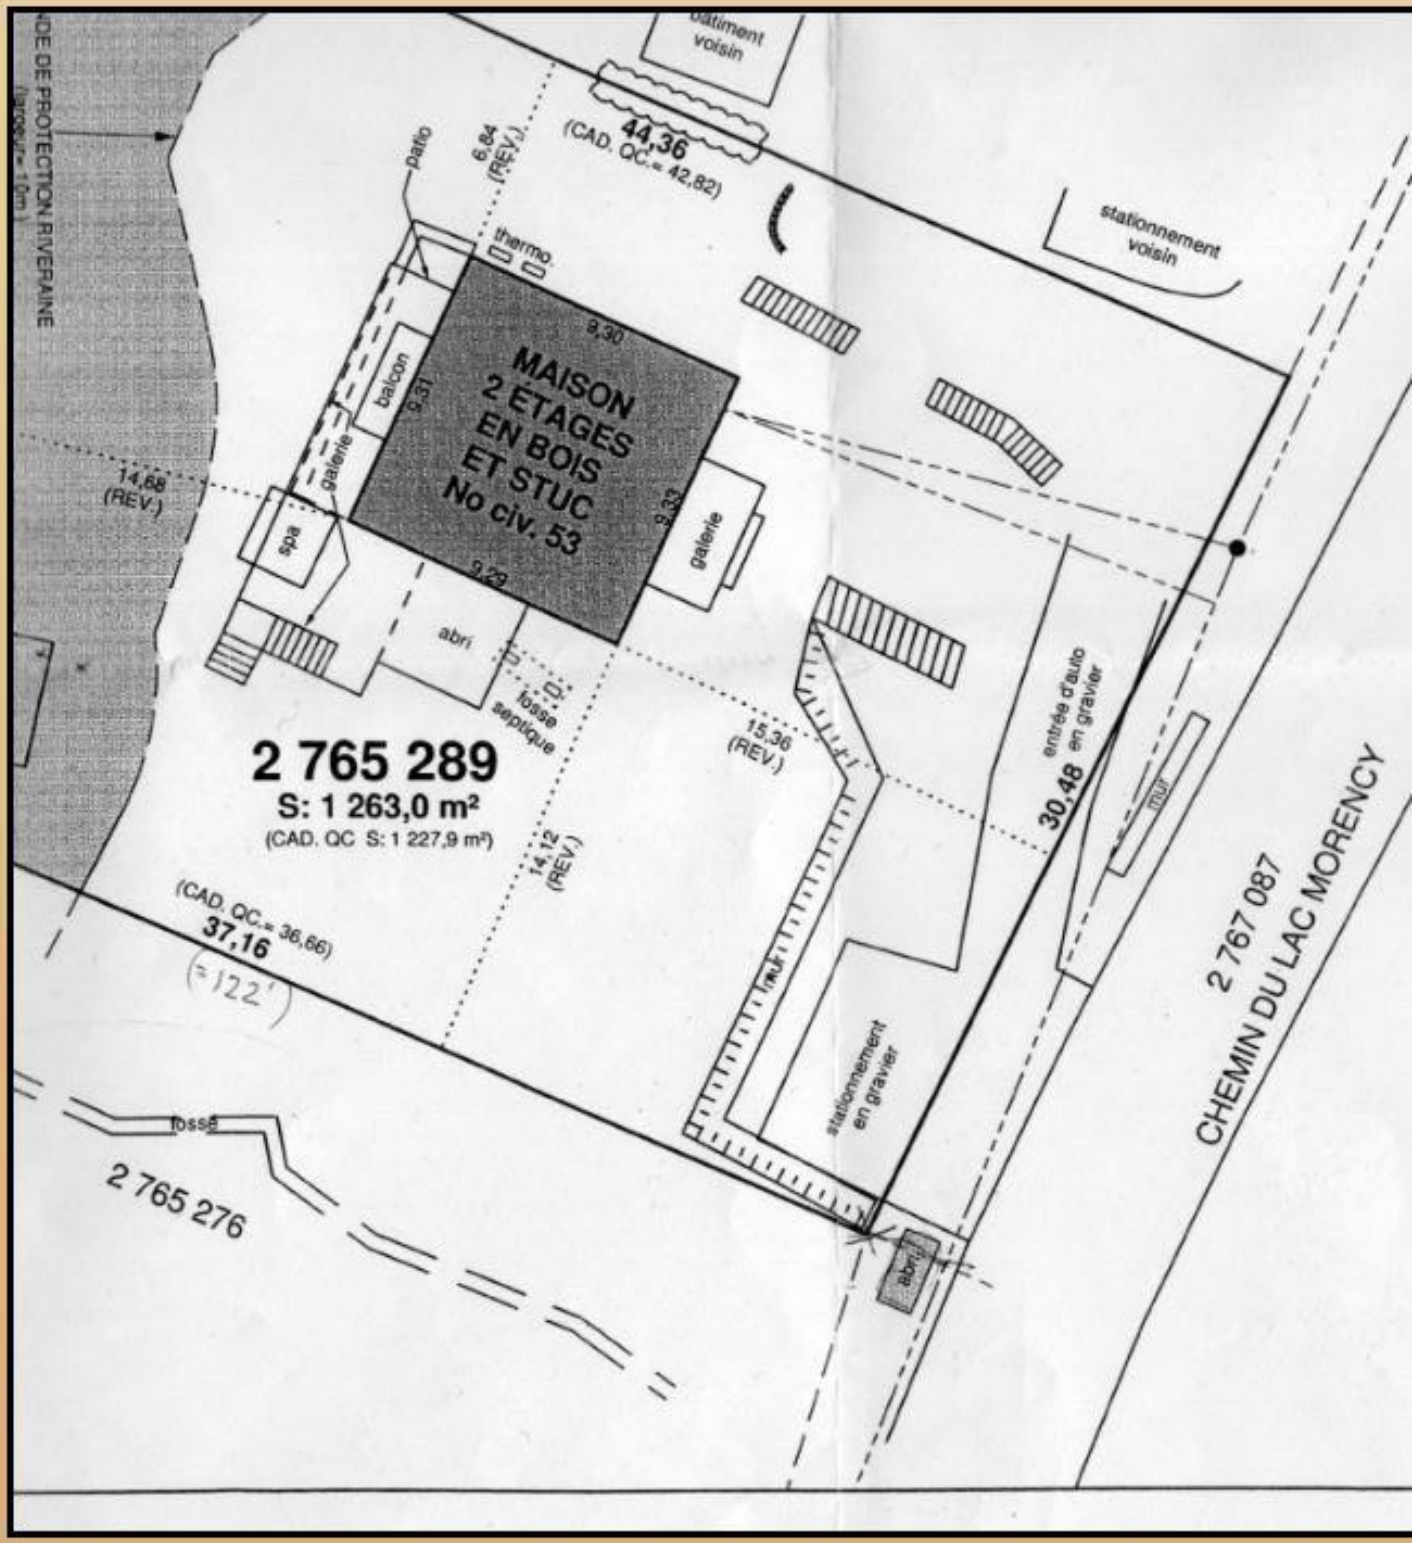 bâtiment
voisin
NDE DE PROTECTION RIVERAINE
(largeur= 10m)
patio
6,84
(REV.)
44,36
(CAD. QC.= 42,82)
stationnement
voisin
thermo.
9,30
balcon
9,31
MAISON
2 ÉTAGES
EN BOIS
ET STUC
No civ. 53
galerie
9,33
galerie
14,68
(REV.)
spa
9,29
abri
fosse
septique
2 765 289
S: 1 263,0 m²
(CAD. QC S: 1 227,9 m²)
15,36
(REV.)
entrée d'auto
en gravier
30,48
mur
14,12
(REV.)
(CAD. QC.= 36,66)
37,16
(=122')
mur
stationnement
en gravier
2 767 087
CHEMIN DU LAC MORENCY
fossé
2 765 276
abri